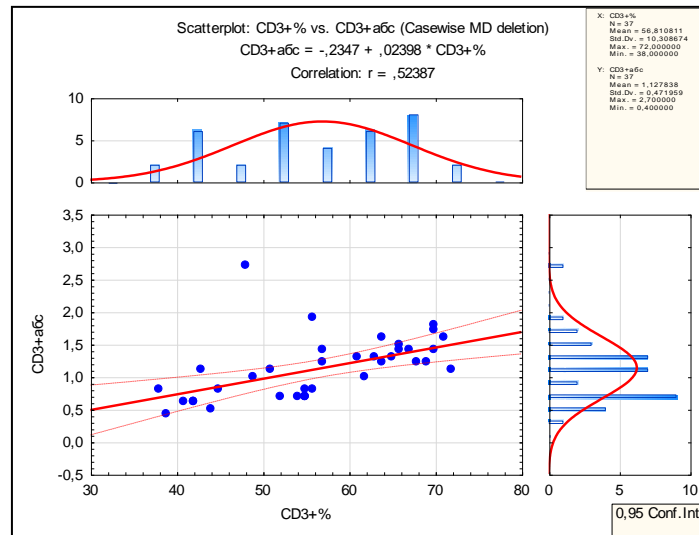 Scatterplot: CD3+% vs. CD3+абс (Casewise MD deletion)
CD3+абс = -,2347 + ,02398 * CD3+%
Correlation: r = ,52387
X: CD3+%
N = 37
Mean = 56,810811
Std.Dv. = 10,308674
Max. = 72,000000
Min. = 38,000000
Y: CD3+абс
N = 37
Mean = 1,127838
Std.Dv. = 0,471959
Max. = 2,700000
Min. = 0,400000
10
5
0
3,5
3,0
2,5
2,0
1,5
1,0
0,5
0,0
-0,5
CD3+абс
30 40 50 60 70 80
CD3+%
0 5 10
0,95 Conf.Int